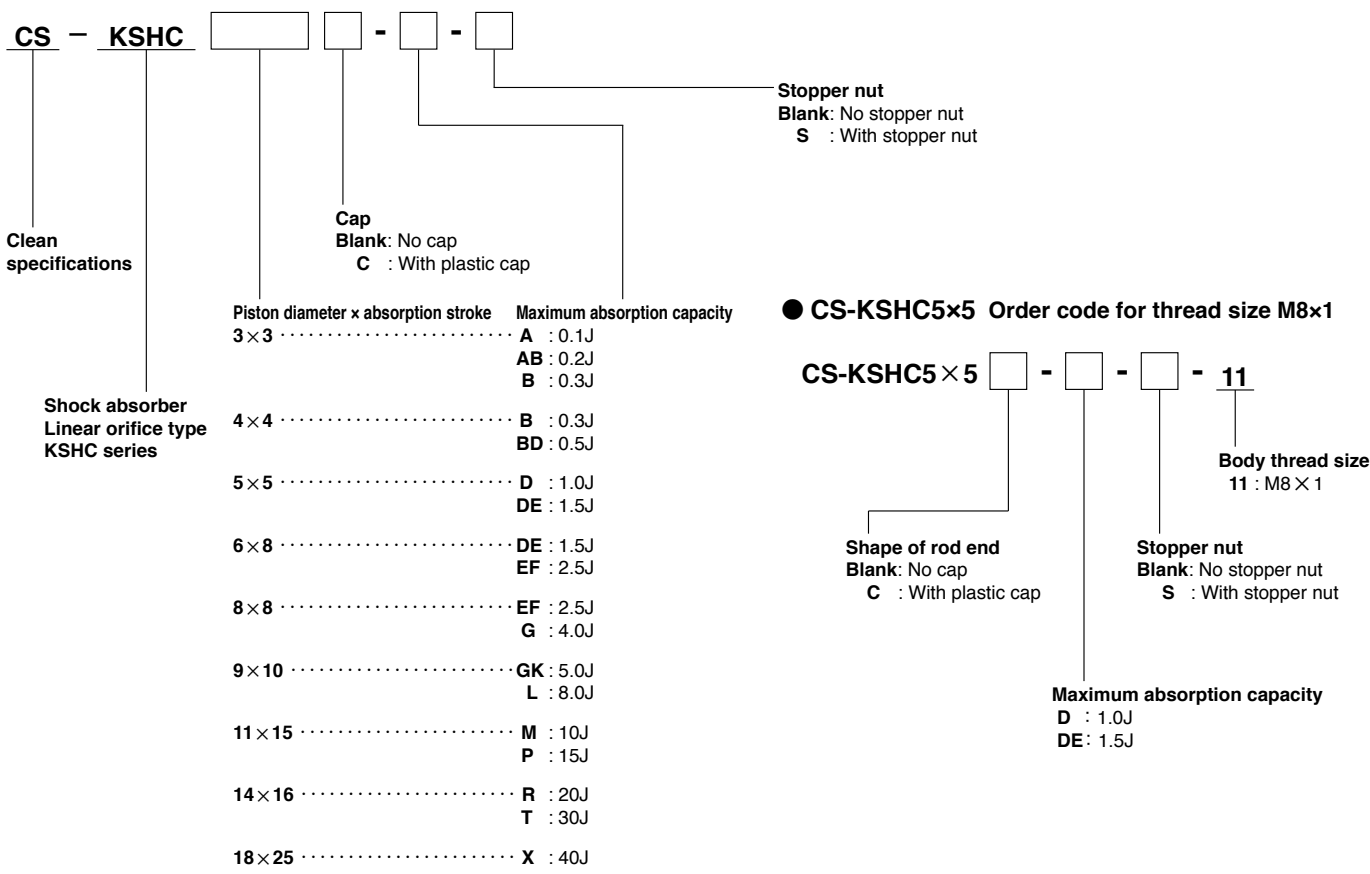 CS – KSHC - -
Stopper nut
Blank: No stopper nut
S : With stopper nut
Cap
Blank: No cap
C : With plastic cap
Clean
specifications
Shock absorber
Linear orifice type
KSHC series
Piston diameter × absorption stroke Maximum absorption capacity
3×3 ························ A : 0.1J
AB : 0.2J
B : 0.3J
4×4 ························ B : 0.3J
BD : 0.5J
5×5 ························ D : 1.0J
DE : 1.5J
6×8 ························ DE : 1.5J
EF : 2.5J
8×8 ························ EF : 2.5J
G : 4.0J
9×10 ······················· GK : 5.0J
L : 8.0J
11×15 ······················ M : 10J
P : 15J
14×16 ······················ R : 20J
T : 30J
18×25 ······················ X : 40J
● CS-KSHC5×5 Order code for thread size M8×1
CS-KSHC5×5 - - - 11
Body thread size
11 : M8×1
Shape of rod end
Blank: No cap
C : With plastic cap
Stopper nut
Blank: No stopper nut
S : With stopper nut
Maximum absorption capacity
D : 1.0J
DE : 1.5J